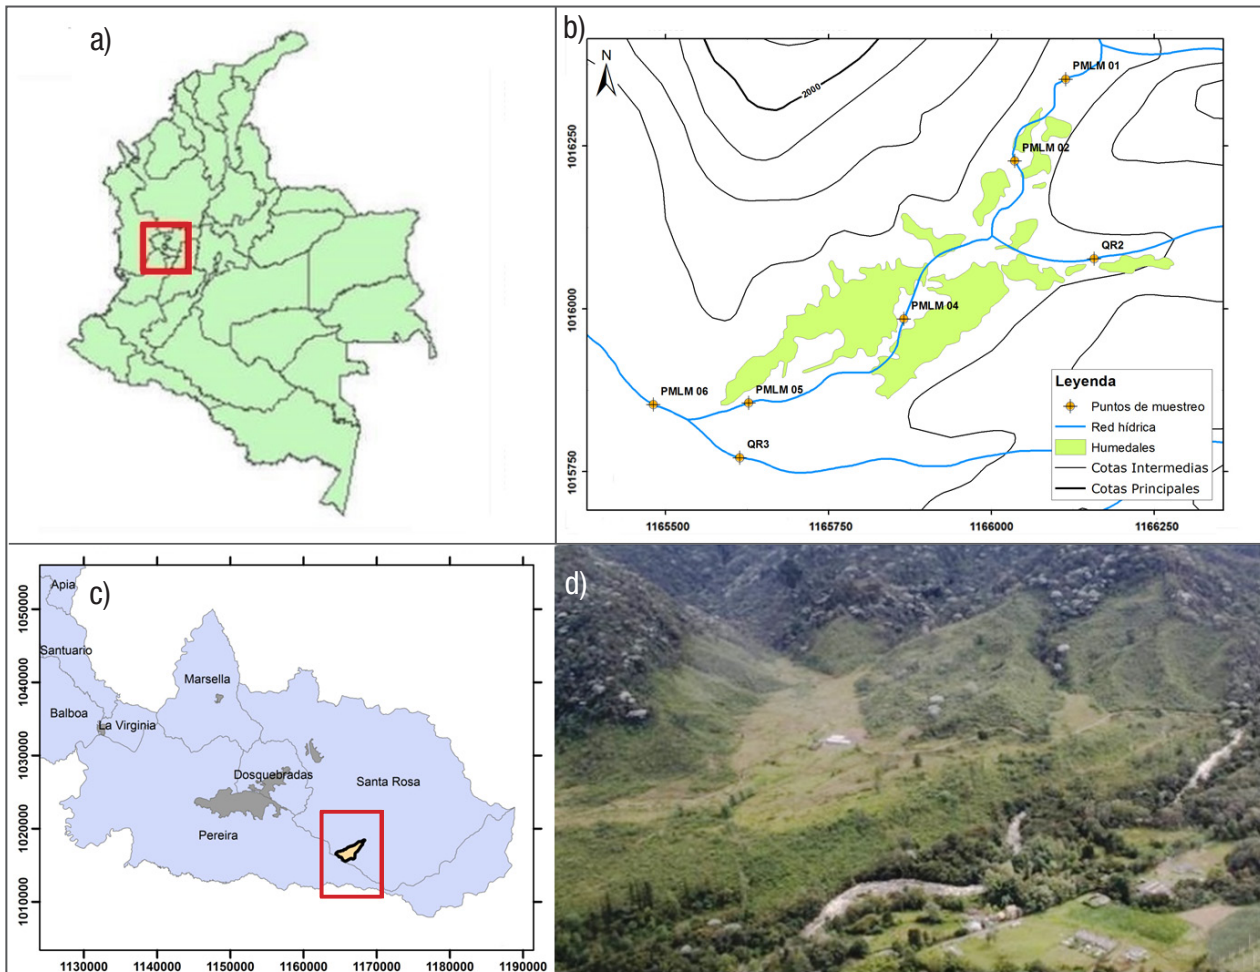 a)
b)
N
2000
PMLM 01
PMLM 02
QR2
PMLM 04
PMLM 06
PMLM 05
QR3
1016250
1016000
1015750
1165500
1165750
1166000
1166250
Leyenda
Puntos de muestreo
Red hídrica
Humedales
Cotas Intermedias
Cotas Principales
c)
Apia
Santuario
Marsella
Balboa
La Virginia
Dosquebradas
Santa Rosa
Pereira
1050000
1040000
1030000
1020000
1010000
1130000
1140000
1150000
1160000
1170000
1180000
1190000
d)